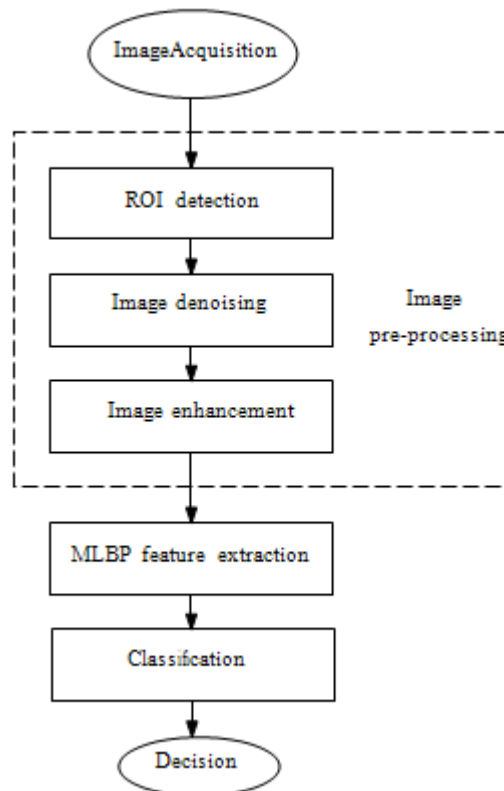 ImageAcquisition
ROI detection
Image denoising
Image
pre-processing
Image enhancement
MLBP feature extraction
Classification
Decision